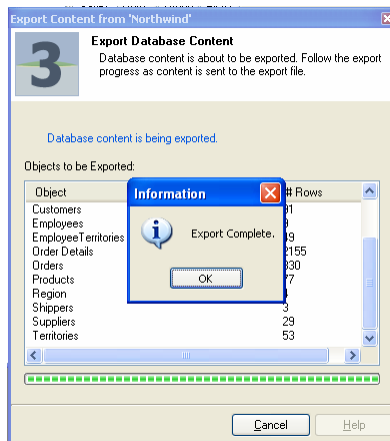 Export Content from 'Northwind'
3
Export Database Content
Database content is about to be exported. Follow the export
progress as content is sent to the export file.
Database content is being exported.
Objects to be Exported:
Object # Rows
Information
Customers
Employees
EmployeeTerritories
Order Details 2155
Orders
Products
Region
Shippers 3
Suppliers 29
Territories 53
Export Complete.
OK
Cancel Help